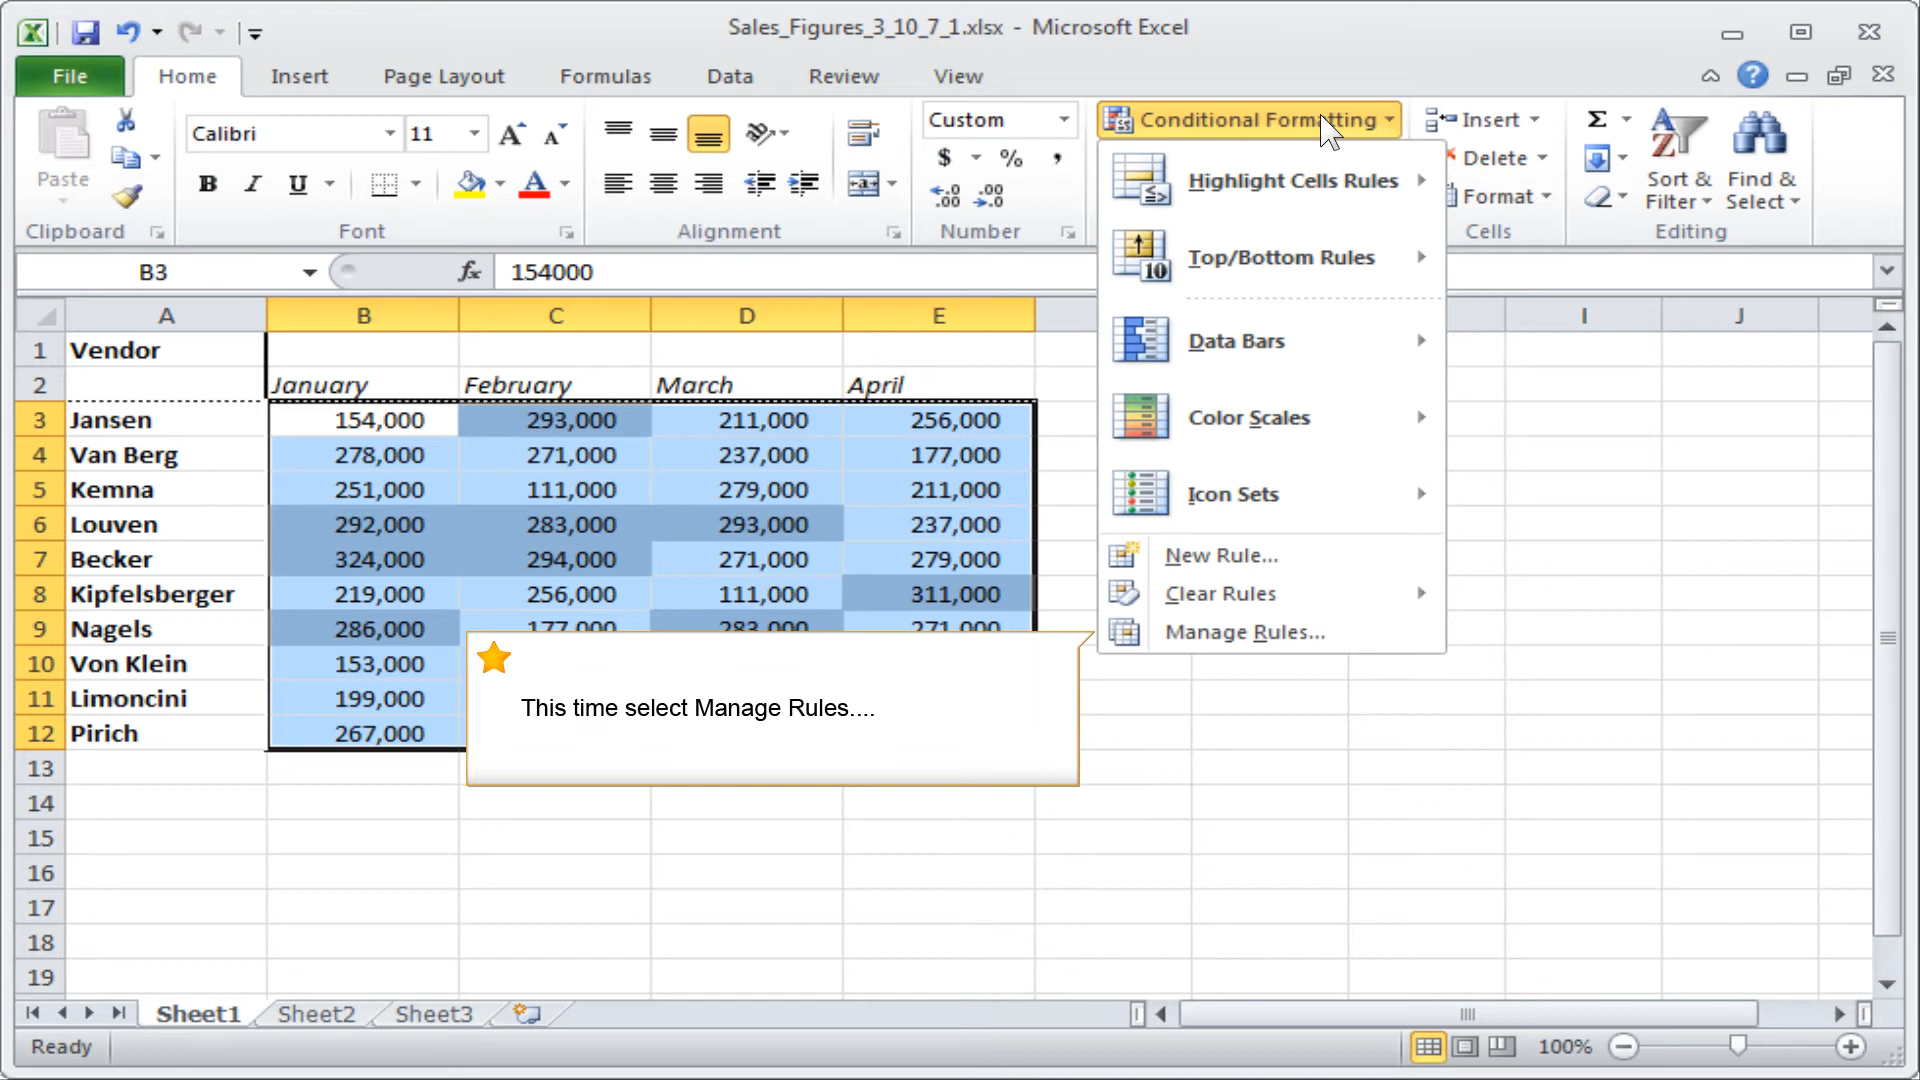 Sales_Figures_3_10_7_1.xlsx - Microsoft Excel
File Home Insert Page Layout Formulas Data Review View
Calibri 11
Custom
Conditional Formatting
Insert
Delete
Format
Paste
B I U A
$ % ,
Σ
Sort & Filter
Find & Select
Clipboard Font Alignment Number Cells Editing
Highlight Cells Rules
Top/Bottom Rules
Data Bars
Color Scales
Icon Sets
New Rule...
Clear Rules
Manage Rules...
B3 fx 154000
A B C D E I J
1 Vendor
2 January February March April
3 Jansen 154,000 293,000 211,000 256,000
4 Van Berg 278,000 271,000 237,000 177,000
5 Kemna 251,000 111,000 279,000 211,000
6 Louven 292,000 283,000 293,000 237,000
7 Becker 324,000 294,000 271,000 279,000
8 Kipfelsberger 219,000 256,000 111,000 311,000
9 Nagels 286,000 177,000 283,000 271,000
10 Von Klein 153,000
11 Limoncini 199,000
12 Pirich 267,000
This time select Manage Rules....
13
14
15
16
17
18
19
Sheet1 Sheet2 Sheet3
Ready 100%